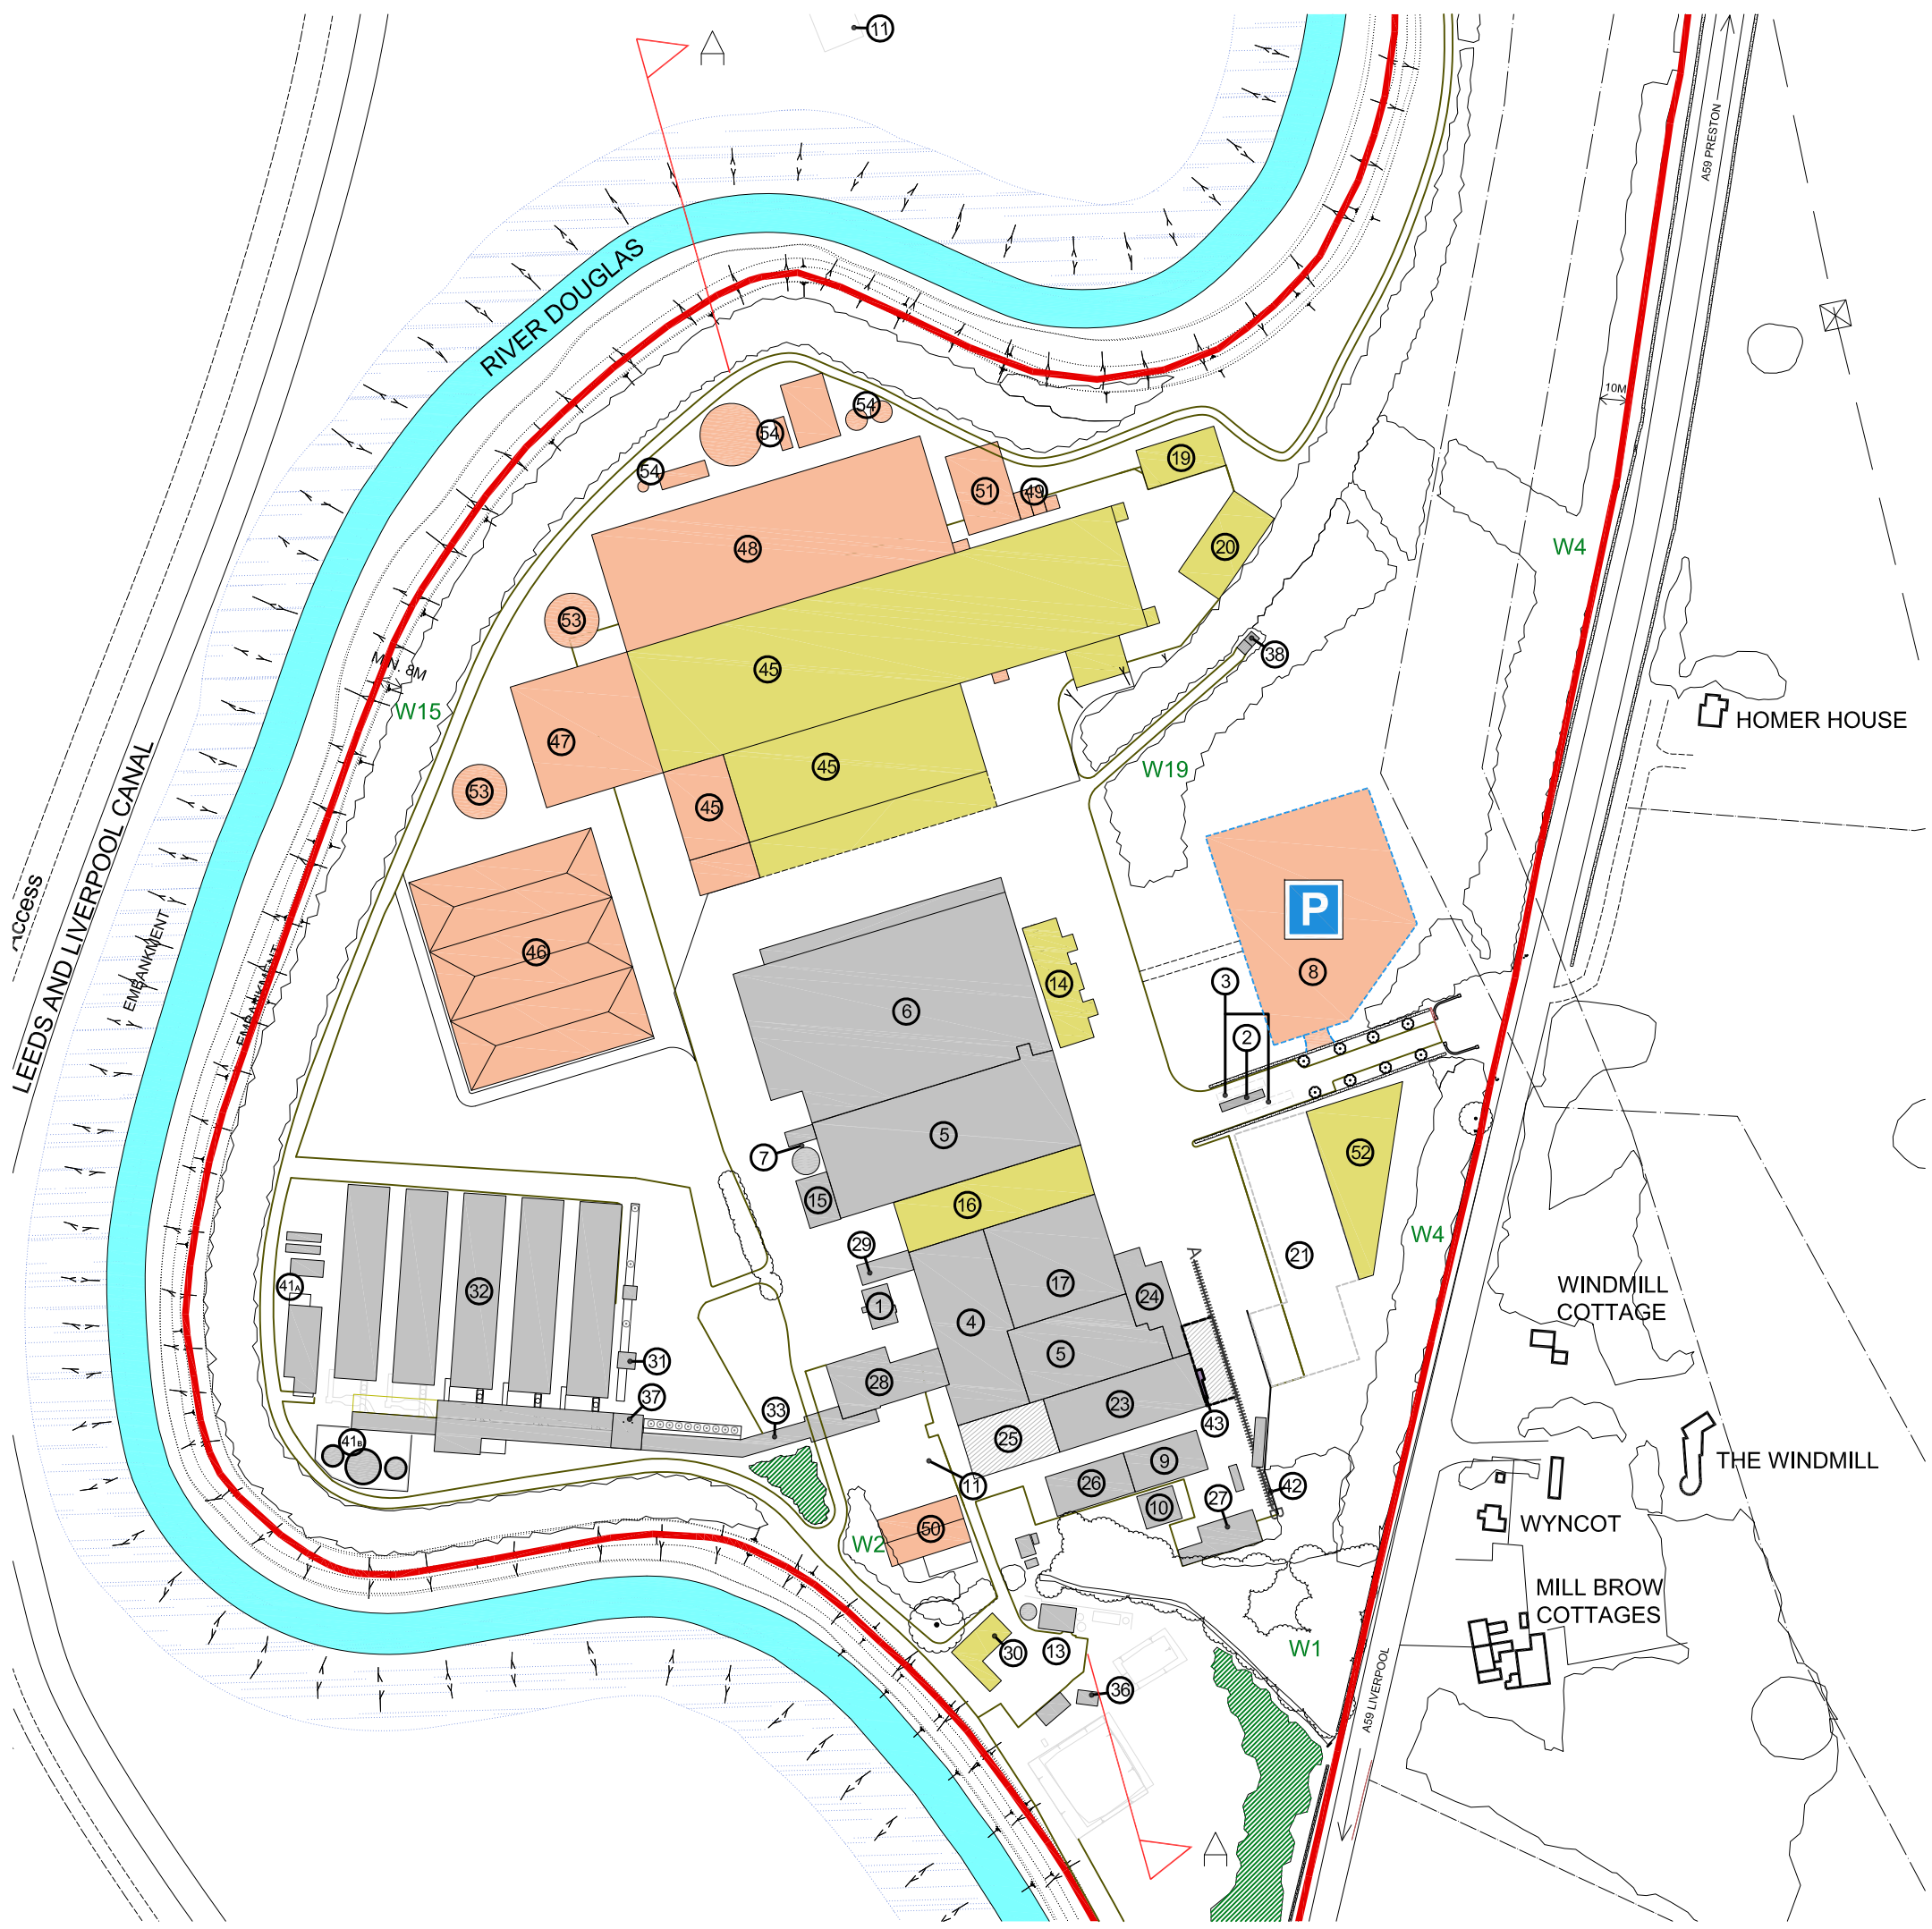 11
A
A59 PRESTON
RIVER DOUGLAS
10M
54
54
54
19
51
49
48
20
W4
53
38
45
MIN. 8M
W15
HOMER HOUSE
47
45
W19
53
45
LEEDS AND LIVERPOOL CANAL
Access
P
EMBANKMENT
EMBANKMENT
46
8
14
3
6
2
5
7
52
15
16
29
W4
21
41A
32
1
17
24
A
4
WINDMILL
COTTAGE
31
5
28
37
23
33
43
41B
25
9
THE WINDMILL
26
11
42
10
27
50
WYNCOT
W2
MILL BROW
COTTAGES
30
13
W1
36
A59 LIVERPOOL
A